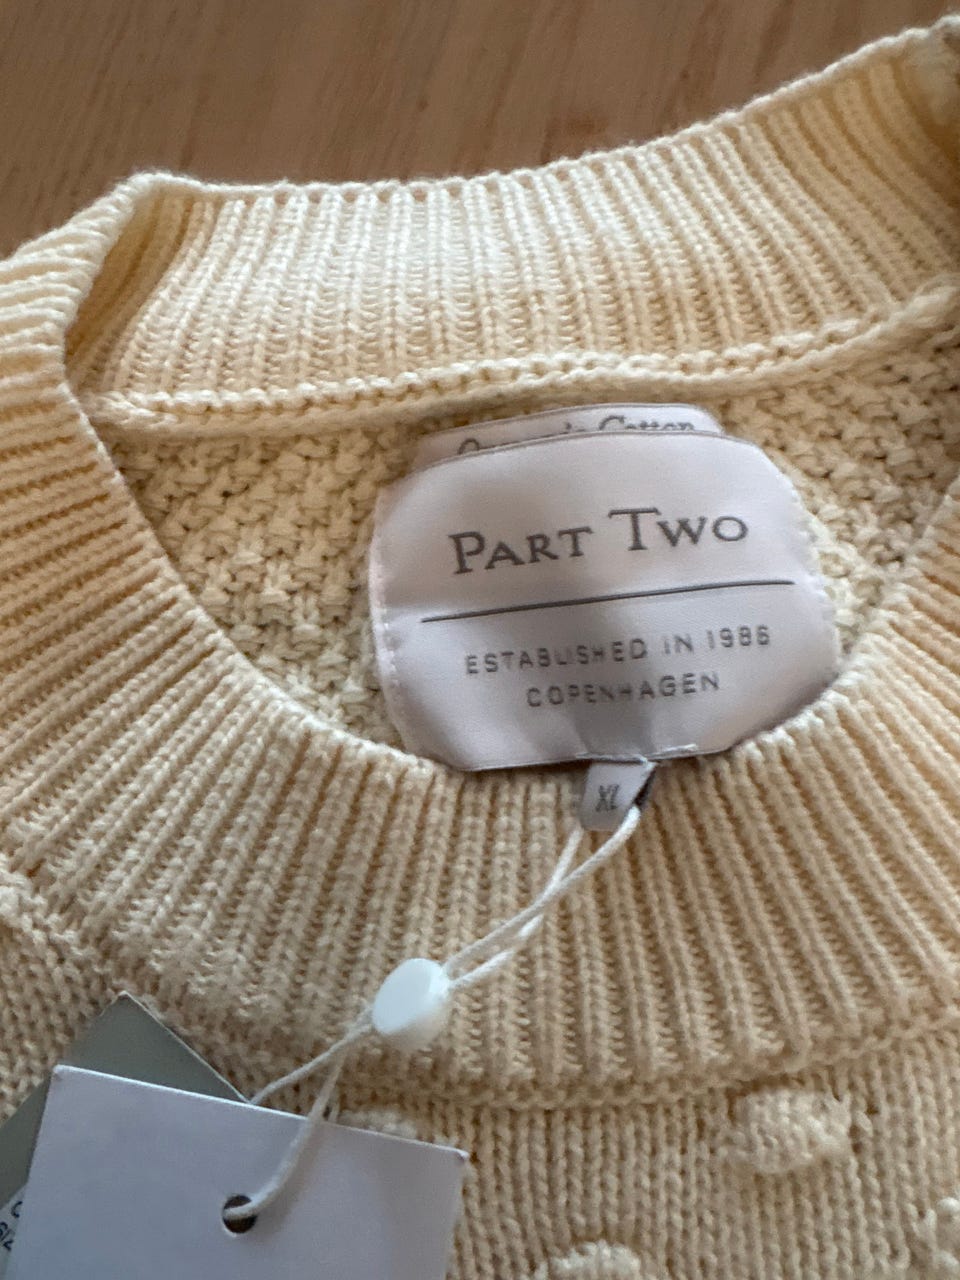 Organic Cotton
PART TWO
ESTABLISHED IN 1986
COPENHAGEN
XL